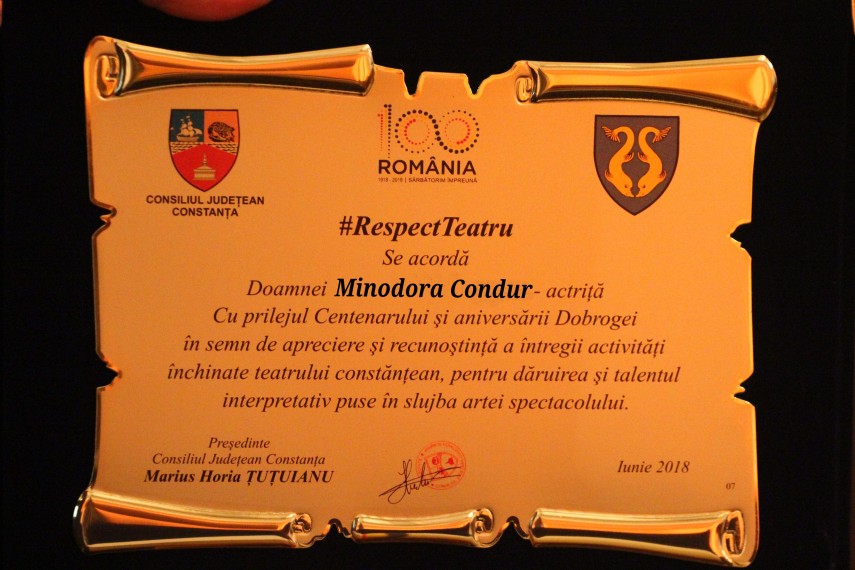 100
ROMÂNIA
1918 - 2018 | SĂRBĂTORIM ÎMPREUNĂ
CONSILIUL JUDEȚEAN
CONSTANȚA
#RespectTeatru
Se acordă
Doamnei Minodora Condur - actriță
Cu prilejul Centenarului și aniversării Dobrogei
în semn de apreciere și recunoștință a întregii activități
închinate teatrului constănțean, pentru dăruirea și talentul
interpretativ puse în slujba artei spectacolului.
Președinte
Consiliul Județean Constanța
Marius Horia ȚUȚUIANU
Iunie 2018
07